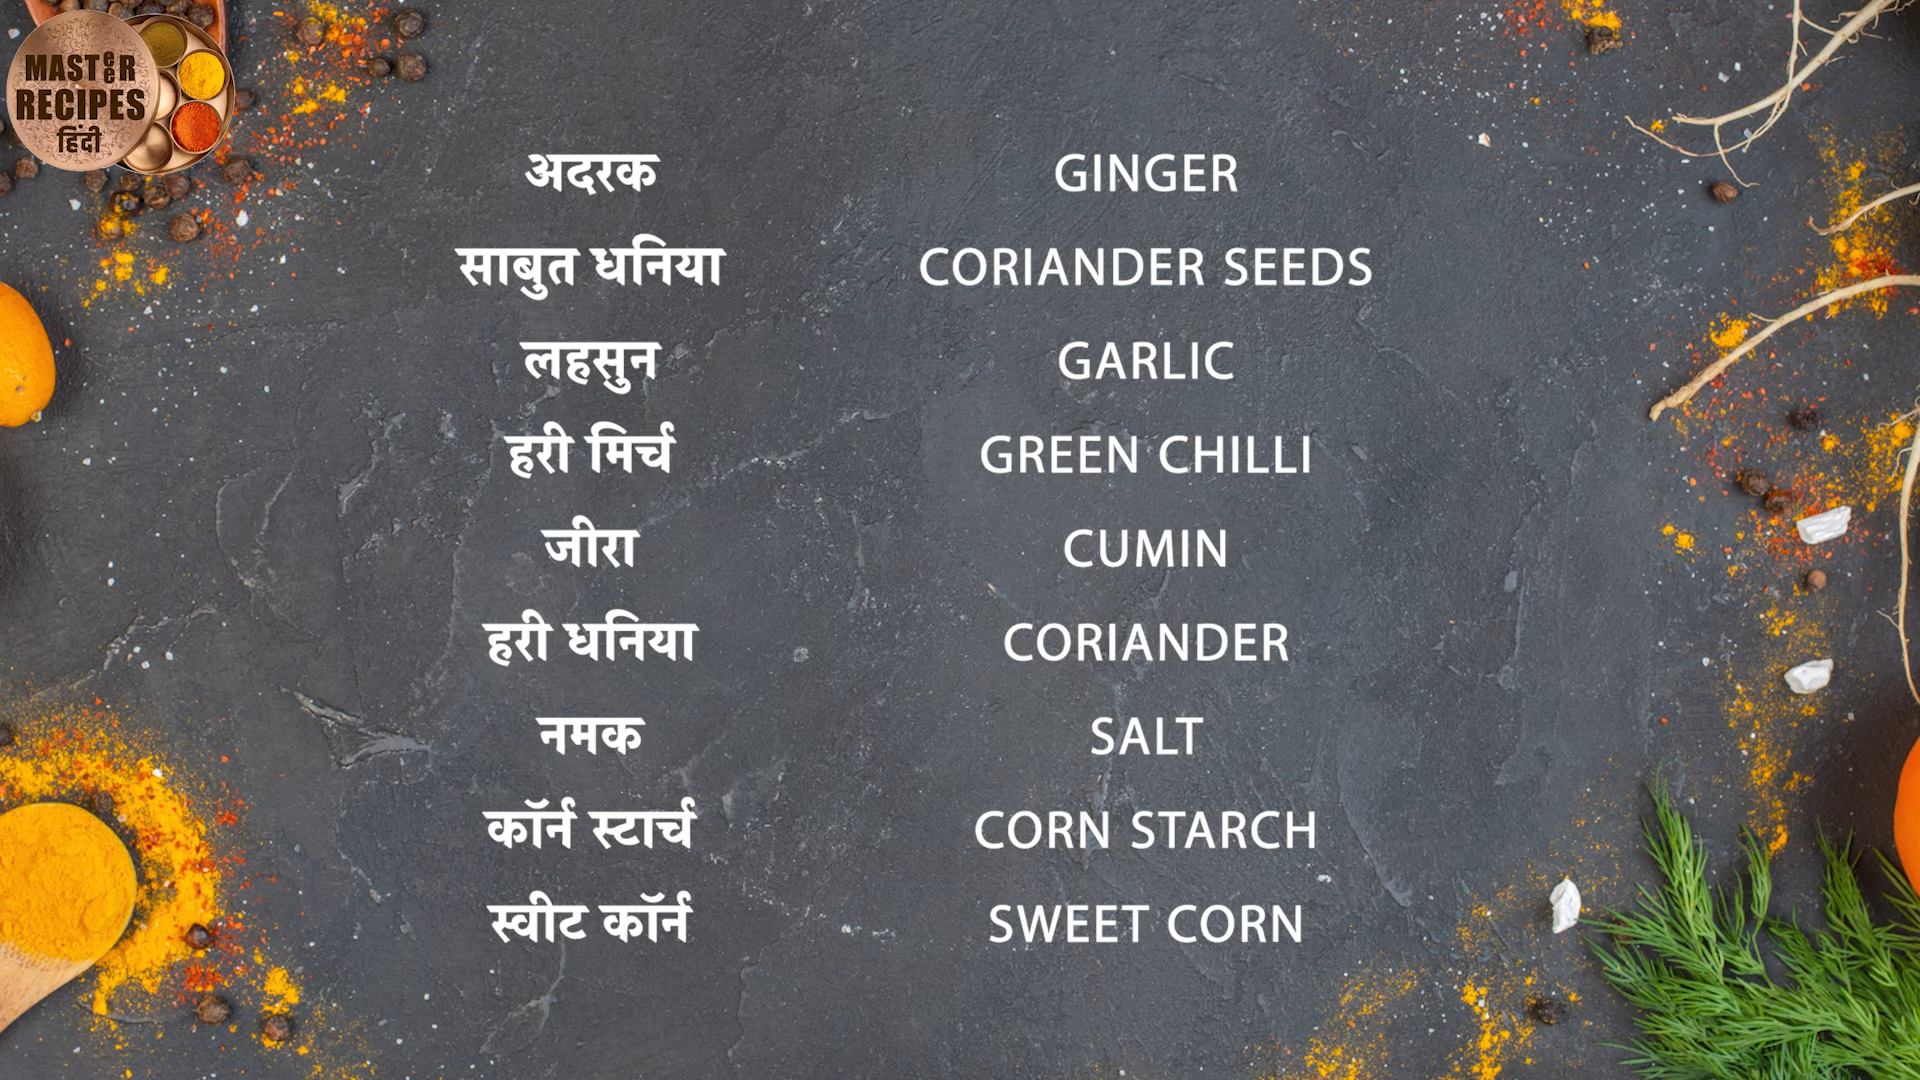 MASTeeR
RECIPES
हिंदी
अदरक GINGER
साबुत धनिया CORIANDER SEEDS
लहसुन GARLIC
हरी मिर्च GREEN CHILLI
जीरा CUMIN
हरी धनिया CORIANDER
नमक SALT
कॉर्न स्टार्च CORN STARCH
स्वीट कॉर्न SWEET CORN